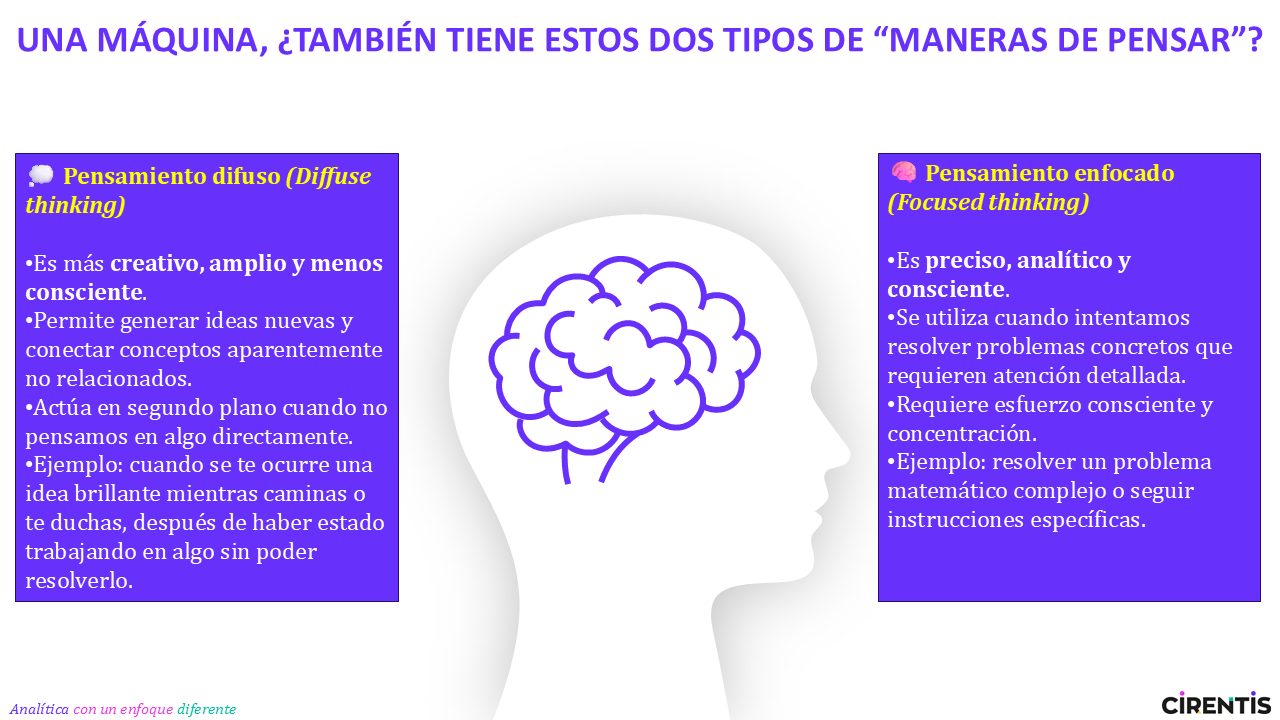 UNA MÁQUINA, ¿TAMBIÉN TIENE ESTOS DOS TIPOS DE “MANERAS DE PENSAR”?
💭 Pensamiento difuso (Diffuse
thinking)
•Es más creativo, amplio y menos
consciente.
•Permite generar ideas nuevas y
conectar conceptos aparentemente
no relacionados.
•Actúa en segundo plano cuando no
pensamos en algo directamente.
•Ejemplo: cuando se te ocurre una
idea brillante mientras caminas o
te duchas, después de haber estado
trabajando en algo sin poder
resolverlo.
🧠 Pensamiento enfocado
(Focused thinking)
•Es preciso, analítico y
consciente.
•Se utiliza cuando intentamos
resolver problemas concretos que
requieren atención detallada.
•Requiere esfuerzo consciente y
concentración.
•Ejemplo: resolver un problema
matemático complejo o seguir
instrucciones específicas.
Analítica con un enfoque diferente
CIRENTIS